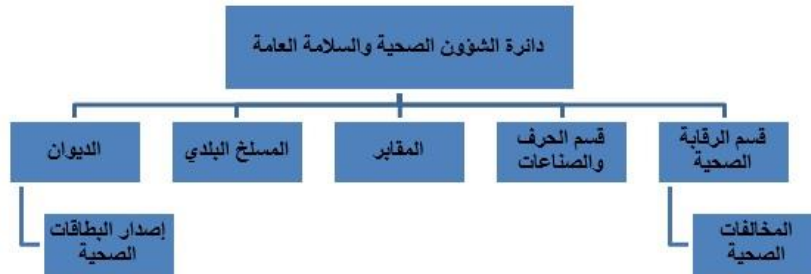 دائرة الشؤون الصحية والسلامة العامة
قسم الرقابة
الصحية
قسم الحرف
والصناعات
المقابر
المسلخ البلدي
الديوان
المخالفات
الصحية
إصدار البطاقات
الصحية